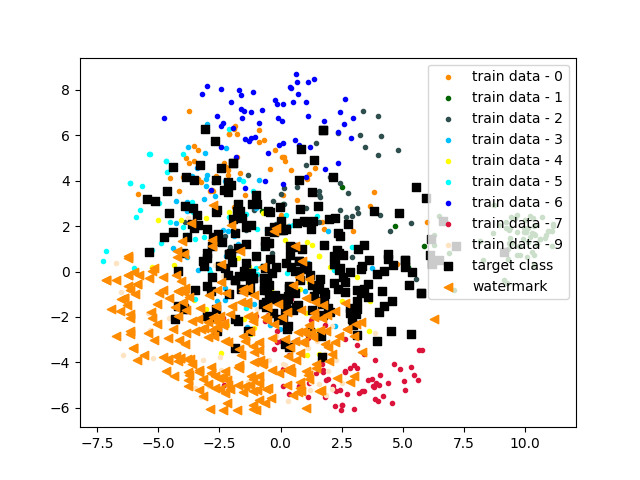 8
6
4
2
0
−2
−4
−6
−7.5 −5.0 −2.5 0.0 2.5 5.0 7.5 10.0
train data - 0
train data - 1
train data - 2
train data - 3
train data - 4
train data - 5
train data - 6
train data - 7
train data - 9
target class
watermark